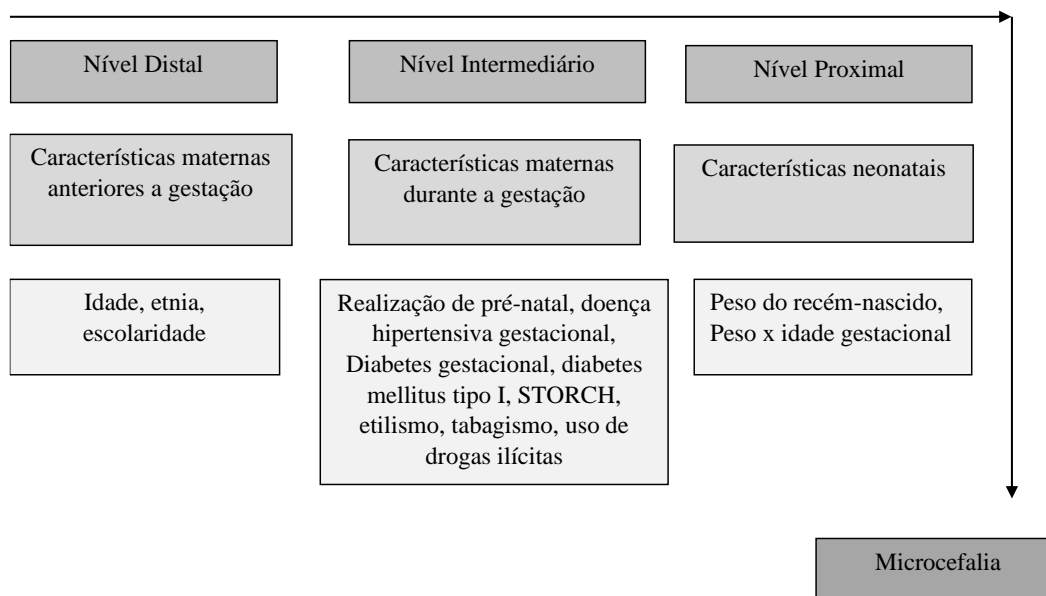 Nível Distal
Nível Intermediário
Nível Proximal
Características maternas
anteriores a gestação
Características maternas
durante a gestação
Características neonatais
Idade, etnia,
escolaridade
Realização de pré-natal, doença
hipertensiva gestacional,
Diabetes gestacional, diabetes
mellitus tipo I, STORCH,
etilismo, tabagismo, uso de
drogas ilícitas
Peso do recém-nascido,
Peso x idade gestacional
Microcefalia